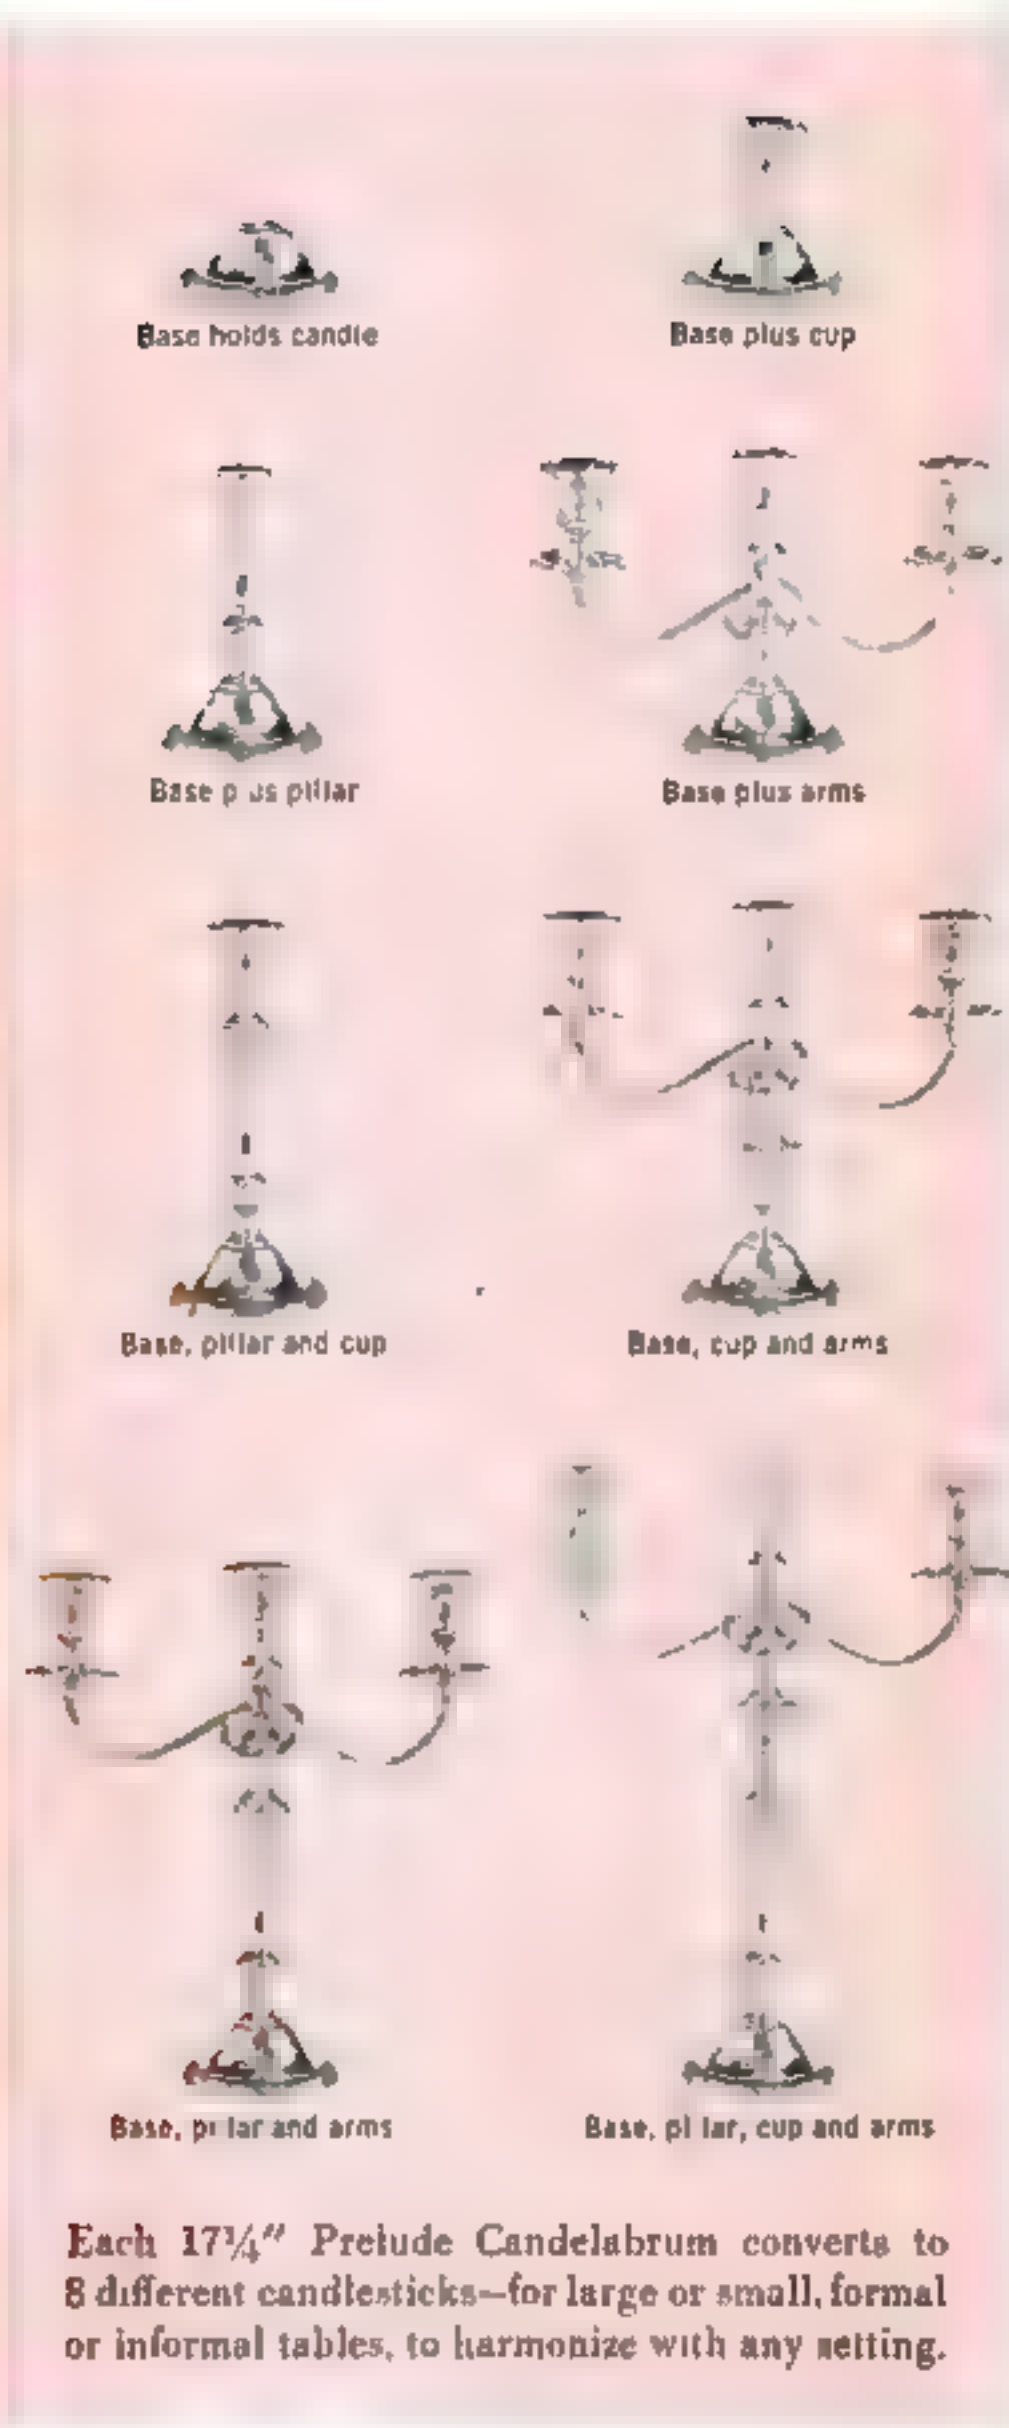 Base holds candle
Base plus cup
Base plus pillar
Base plus arms
Base, pillar and cup
Base, cup and arms
Base, pillar and arms
Base, pillar, cup and arms
Each 17¼″ Prelude Candelabrum converts to
8 different candlesticks—for large or small, formal
or informal tables, to harmonize with any setting.